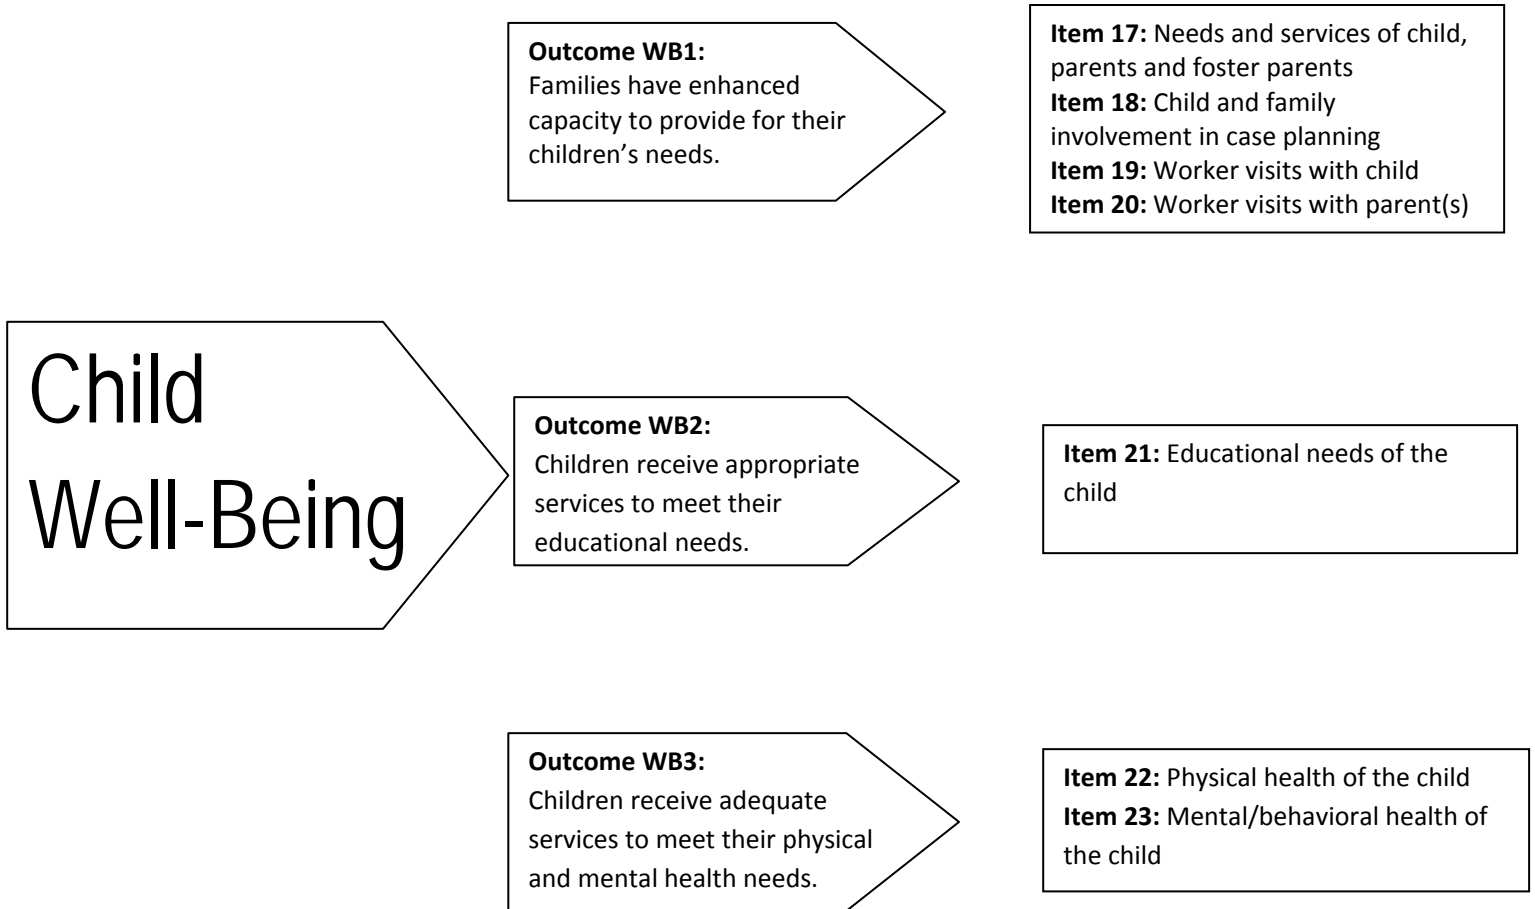 Child
Well-Being
Outcome WB1:
Families have enhanced
capacity to provide for their
children’s needs.
Item 17: Needs and services of child,
parents and foster parents
Item 18: Child and family
involvement in case planning
Item 19: Worker visits with child
Item 20: Worker visits with parent(s)
Outcome WB2:
Children receive appropriate
services to meet their
educational needs.
Item 21: Educational needs of the
child
Outcome WB3:
Children receive adequate
services to meet their physical
and mental health needs.
Item 22: Physical health of the child
Item 23: Mental/behavioral health of
the child